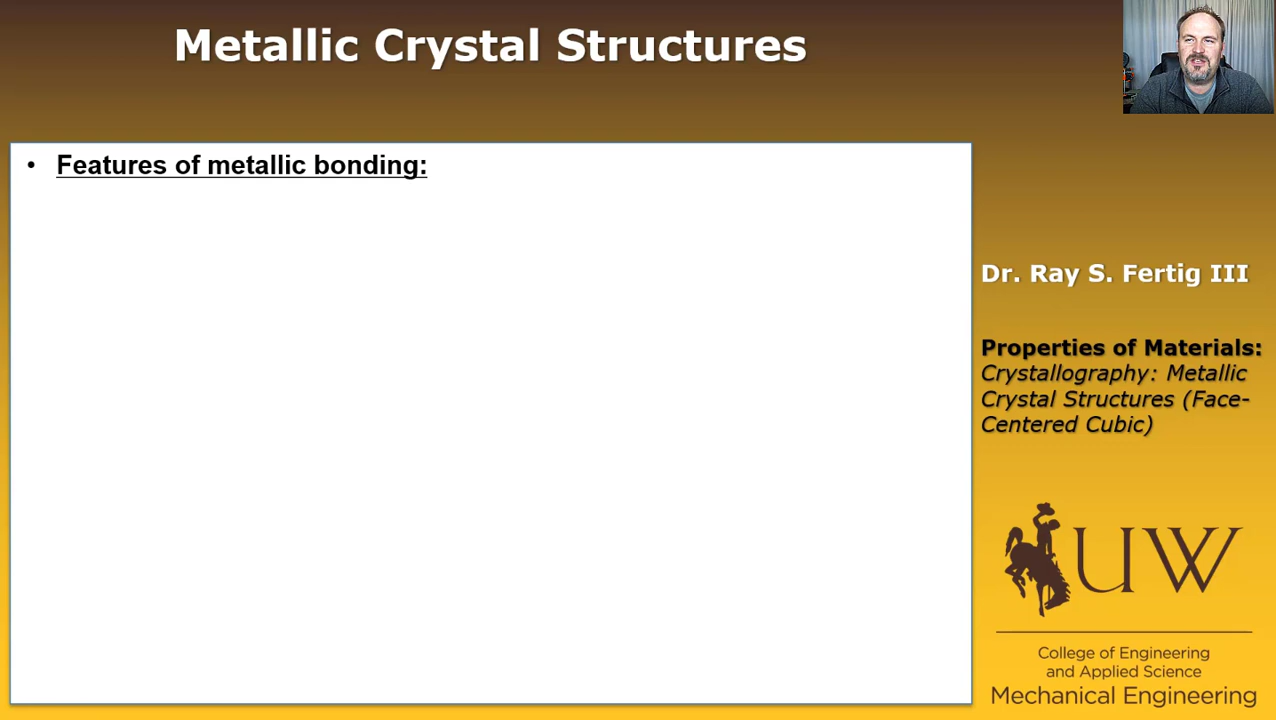 Metallic Crystal Structures
• Features of metallic bonding:
Dr. Ray S. Fertig III
Properties of Materials:
Crystallography: Metallic
Crystal Structures (Face-
Centered Cubic)
UW
College of Engineering
and Applied Science
Mechanical Engineering